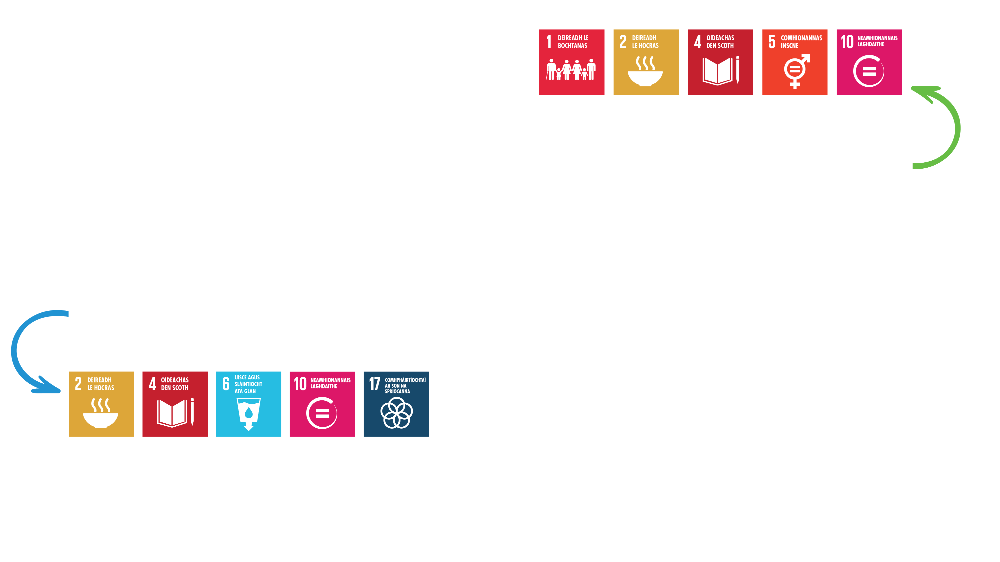 1 DEIREADH LE
BOCHTANAS
2 DEIREADH
LE HOCRAS
4 OIDEACHAS
DEN SCOTH
5 COMHIONANNAS
INSCNE
10 NEAMHIONANNAIS
LAGHDAITHE
2 DEIREADH
LE HOCRAS
4 OIDEACHAS
DEN SCOTH
6 UISCE AGUS
SLÁINTÍOCHT
ATÁ GLAN
10 NEAMHIONANNAIS
LAGHDAITHE
17 COMHPHÁIRTÍOCHTAÍ
AR SON NA
SPRIOCANNA